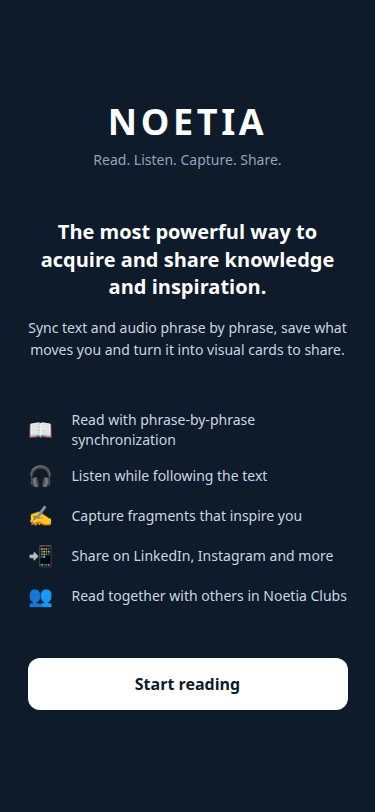 NOETIA
Read. Listen. Capture. Share.
The most powerful way to
acquire and share knowledge
and inspiration.
Sync text and audio phrase by phrase, save what
moves you and turn it into visual cards to share.
Read with phrase-by-phrase
synchronization
Listen while following the text
Capture fragments that inspire you
Share on LinkedIn, Instagram and more
Read together with others in Noetia Clubs
Start reading